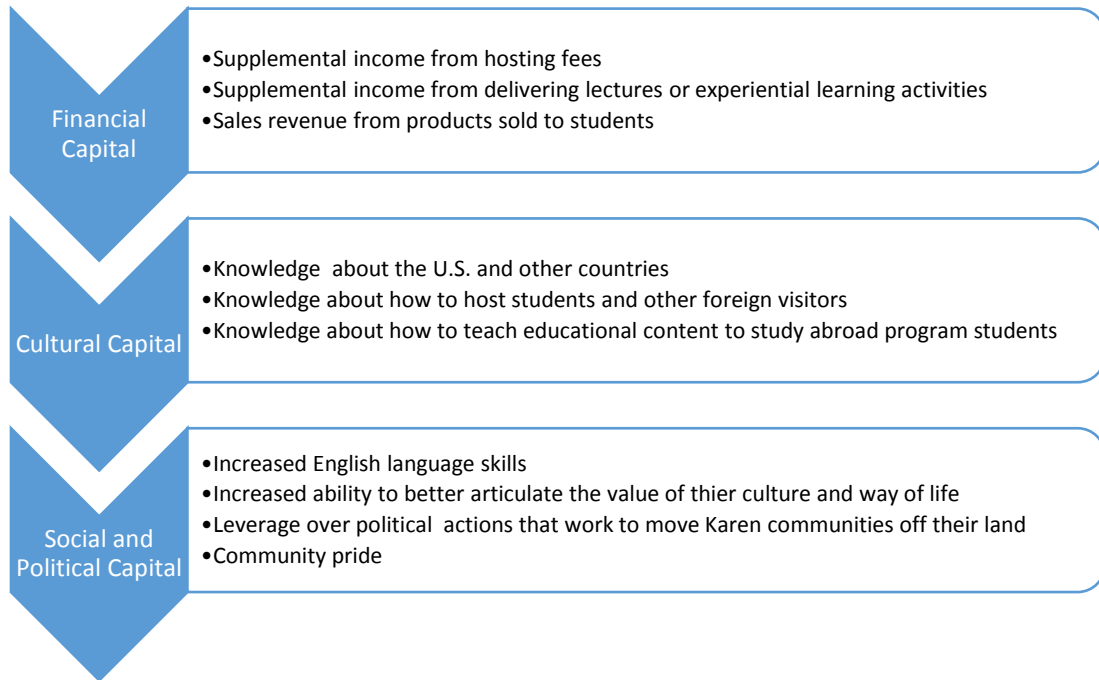 Financial
Capital
•Supplemental income from hosting fees
•Supplemental income from delivering lectures or experiential learning activities
•Sales revenue from products sold to students
Cultural Capital
•Knowledge  about the U.S. and other countries
•Knowledge about how to host students and other foreign visitors
•Knowledge about how to teach educational content to study abroad program students
Social and
Political Capital
•Increased English language skills
•Increased ability to better articulate the value of thier culture and way of life
•Leverage over political  actions that work to move Karen communities off their land
•Community pride